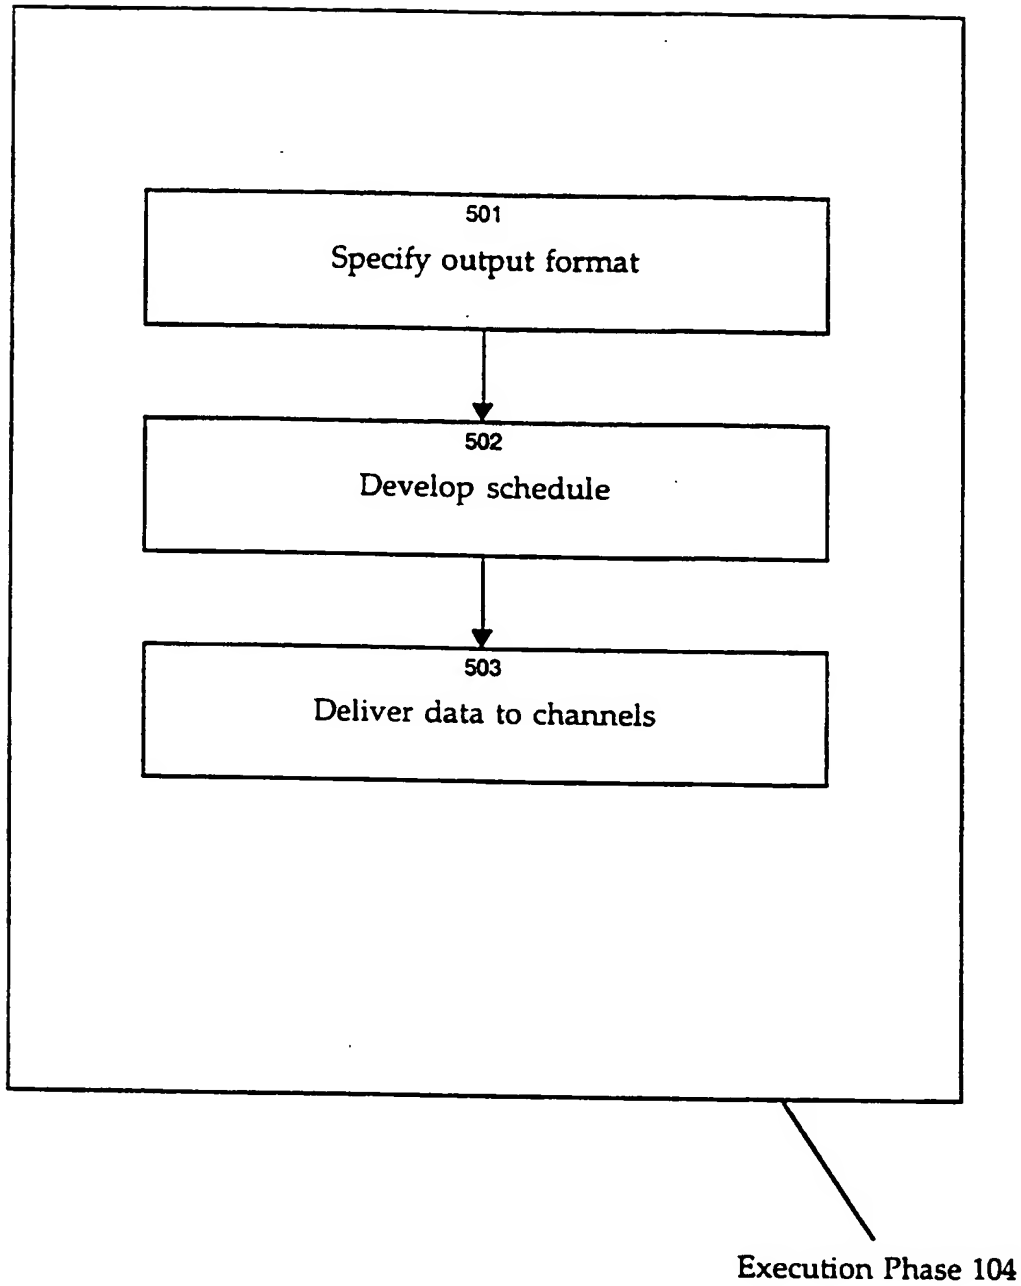 501
Specify output format
502
Develop schedule
503
Deliver data to channels
Execution Phase 104